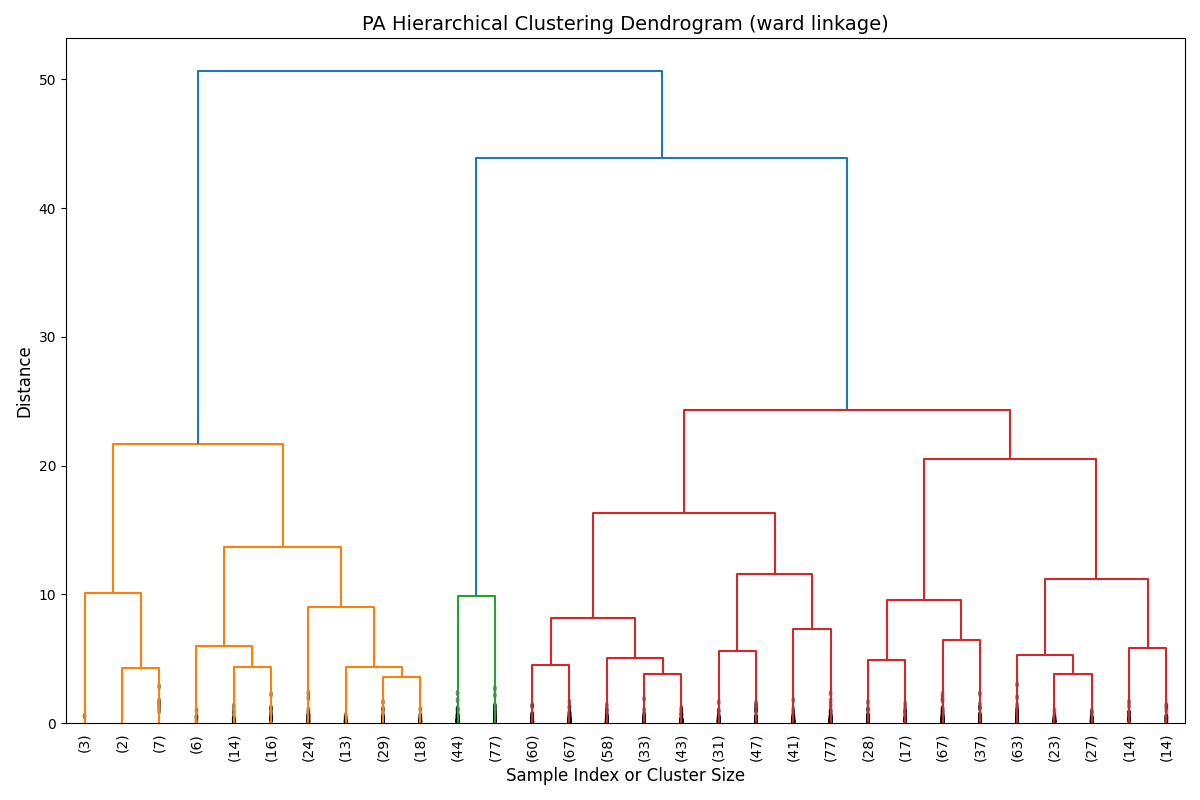 PA Hierarchical Clustering Dendrogram (ward linkage)
50
40
30
20
10
0
Distance
(3) (2) (7) (6) (14) (16) (24) (13) (29) (18) (44) (77) (60) (67) (58) (33) (43) (31) (47) (41) (77) (28) (17) (67) (37) (63) (23) (27) (14) (14)
Sample Index or Cluster Size